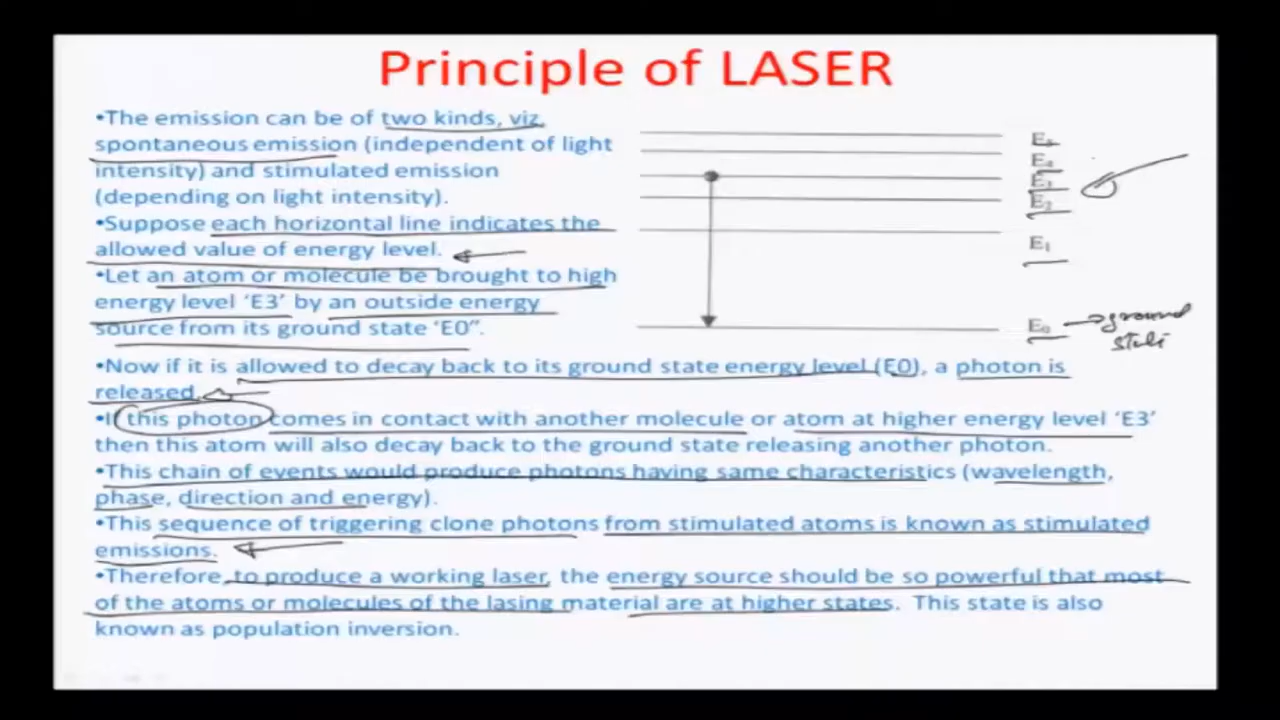 Principle of LASER
•The emission can be of two kinds, viz
spontaneous emission (independent of light
intensity) and stimulated emission
(depending on light intensity).
•Suppose each horizontal line indicates the
allowed value of energy level.
•Let an atom or molecule be brought to high
energy level ‘E3’ by an outside energy
source from its ground state ‘E0”.
•Now if it is allowed to decay back to its ground state energy level (E0), a photon is
released.
•If this photon comes in contact with another molecule or atom at higher energy level ‘E3’
then this atom will also decay back to the ground state releasing another photon.
•This chain of events would produce photons having same characteristics (wavelength,
phase, direction and energy).
•This sequence of triggering clone photons from stimulated atoms is known as stimulated
emissions.
•Therefore, to produce a working laser, the energy source should be so powerful that most
of the atoms or molecules of the lasing material are at higher states. This state is also
known as population inversion.
E5
E4
E3
E2
E1
E0 ground
state